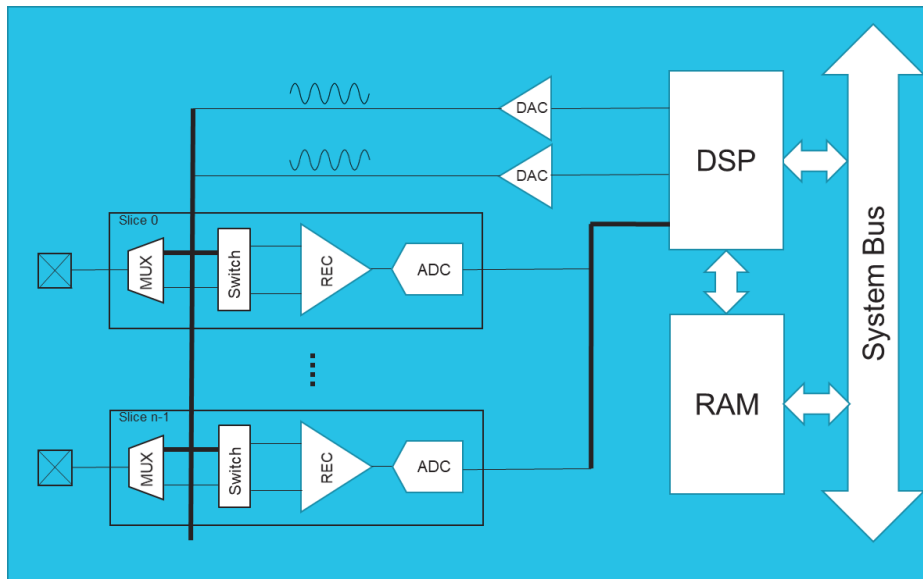 DAC
DSP
DAC
Slice 0
MUX
Switch
REC
ADC
System Bus
RAM
Slice n-1
MUX
Switch
REC
ADC